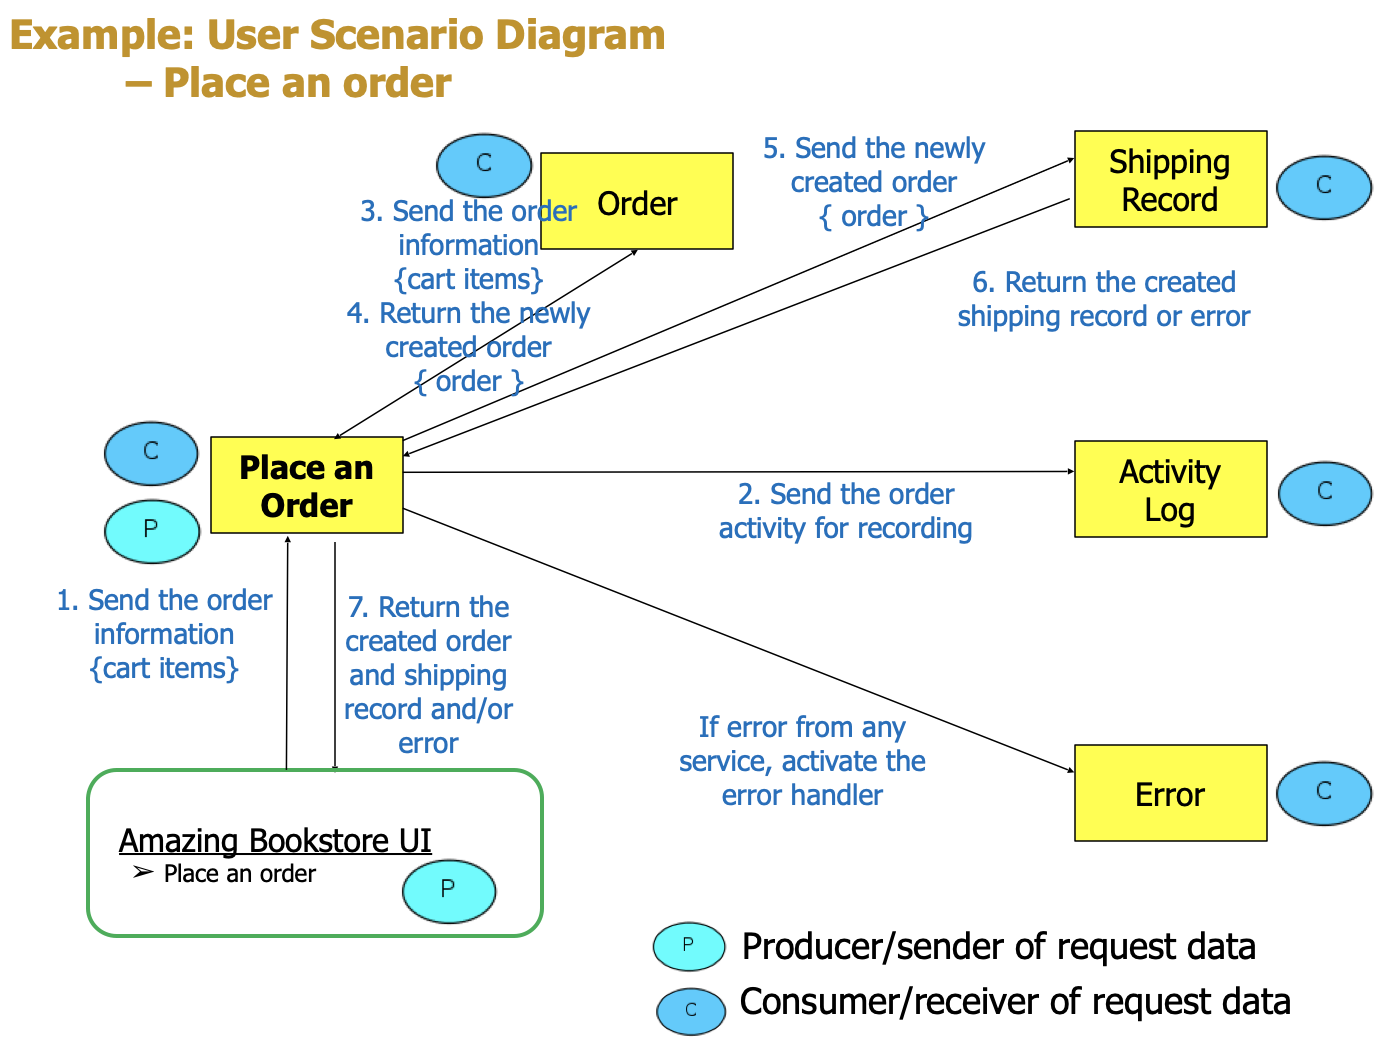 Example: User Scenario Diagram
– Place an order
C
Order
3. Send the order
information
{cart items}
4. Return the newly
created order
{ order }
5. Send the newly
created order
{ order }
Shipping
Record
C
6. Return the created
shipping record or error
C
P
Place an
Order
Activity
Log
C
2. Send the order
activity for recording
1. Send the order
information
{cart items}
7. Return the
created order
and shipping
record and/or
error
If error from any
service, activate the
error handler
Error
C
Amazing Bookstore UI
➢ Place an order
P
P Producer/sender of request data
C Consumer/receiver of request data